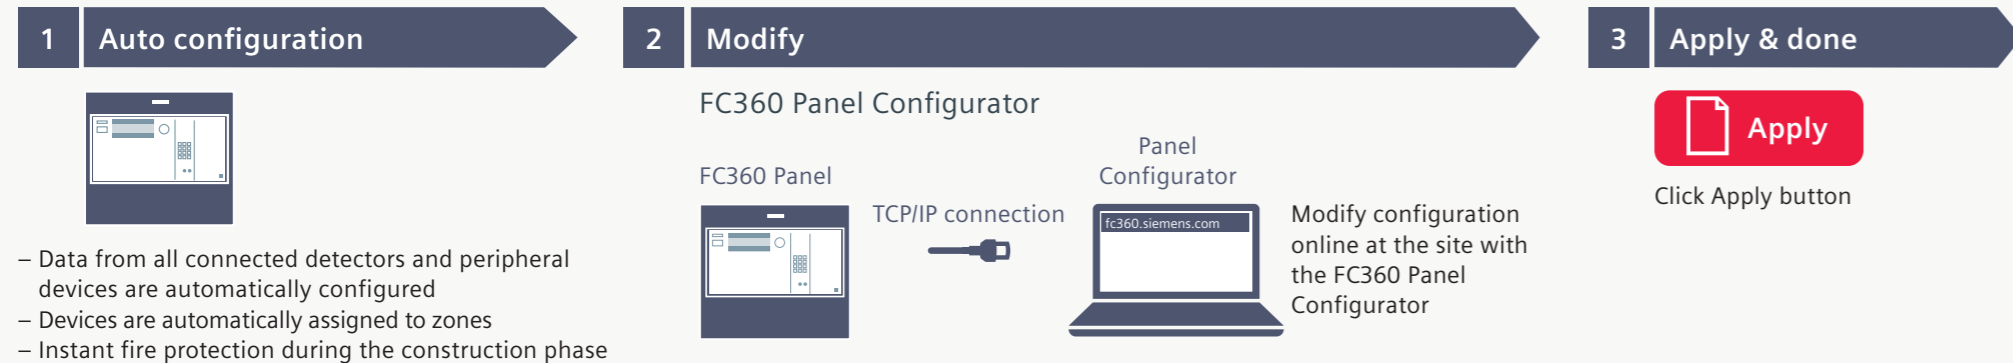 1 Auto configuration
– Data from all connected detectors and peripheral
devices are automatically configured
– Devices are automatically assigned to zones
– Instant fire protection during the construction phase
2 Modify
FC360 Panel Configurator
FC360 Panel
TCP/IP connection
Panel
Configurator
fc360.siemens.com
Modify configuration
online at the site with
the FC360 Panel
Configurator
3 Apply & done
Apply
Click Apply button